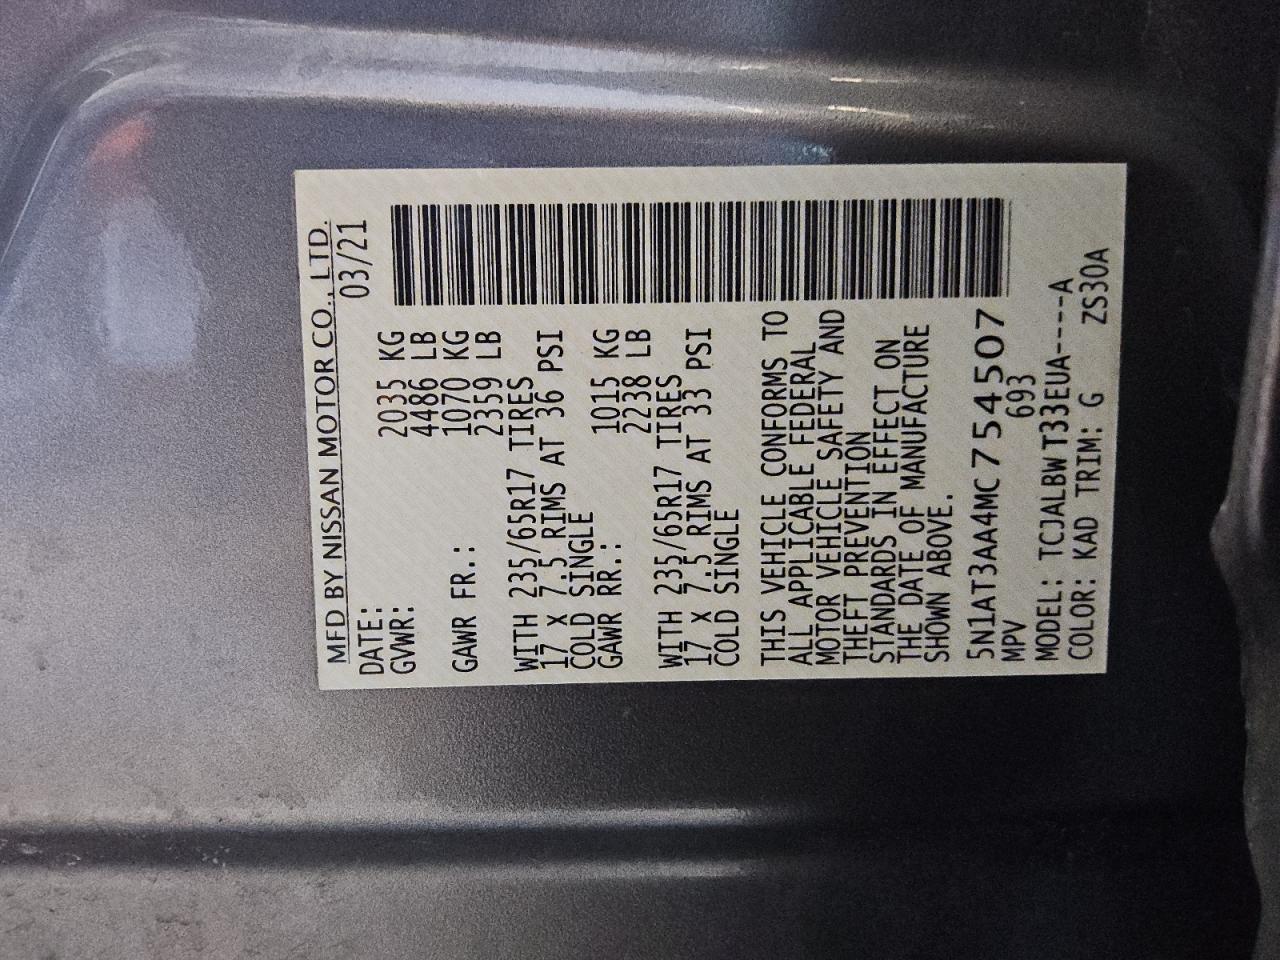 MFD BY NISSAN MOTOR CO., LTD.
DATE: 03/21
GVWR: 2035 KG
4486 LB
GAWR FR.: 1070 KG
2359 LB
WITH 235/65R17 TIRES
17 X 7.5 RIMS AT 36 PSI
COLD SINGLE
GAWR RR.: 1015 KG
2238 LB
WITH 235/65R17 TIRES
17 X 7.5 RIMS AT 33 PSI
COLD SINGLE
THIS VEHICLE CONFORMS TO
ALL APPLICABLE FEDERAL
MOTOR VEHICLE SAFETY AND
THEFT PREVENTION
STANDARDS IN EFFECT ON
THE DATE OF MANUFACTURE
SHOWN ABOVE.
5N1AT3AA4MC754507
MPV 693
MODEL: TCJALBW T33EUA----A
COLOR: KAD TRIM: G ZS30A